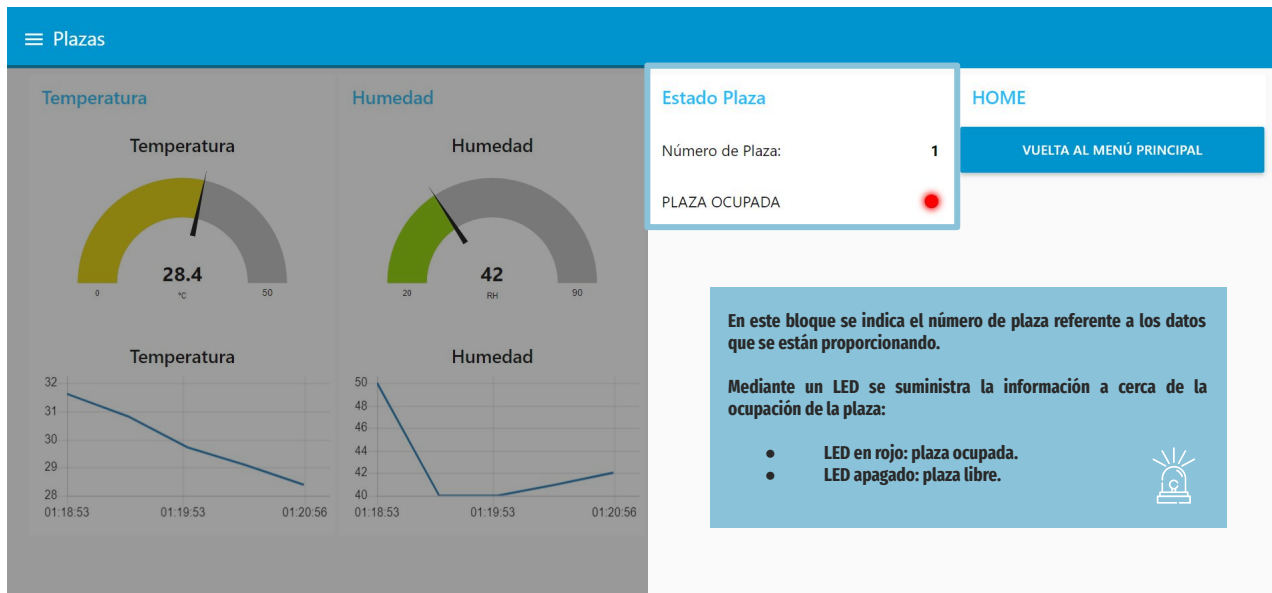 Plazas
Temperatura
Temperatura
28.4
0
°C
50
Temperatura
32
31
30
29
28
01:18:53
01:19:53
01:20:56
Humedad
Humedad
42
20
RH
90
Humedad
50
48
46
44
42
40
01:18:53
01:19:53
01:20:56
Estado Plaza
Número de Plaza: 1
PLAZA OCUPADA
HOME
VUELTA AL MENÚ PRINCIPAL
En este bloque se indica el número de plaza referente a los datos
que se están proporcionando.
Mediante un LED se suministra la información a cerca de la
ocupación de la plaza:
● LED en rojo: plaza ocupada.
● LED apagado: plaza libre.